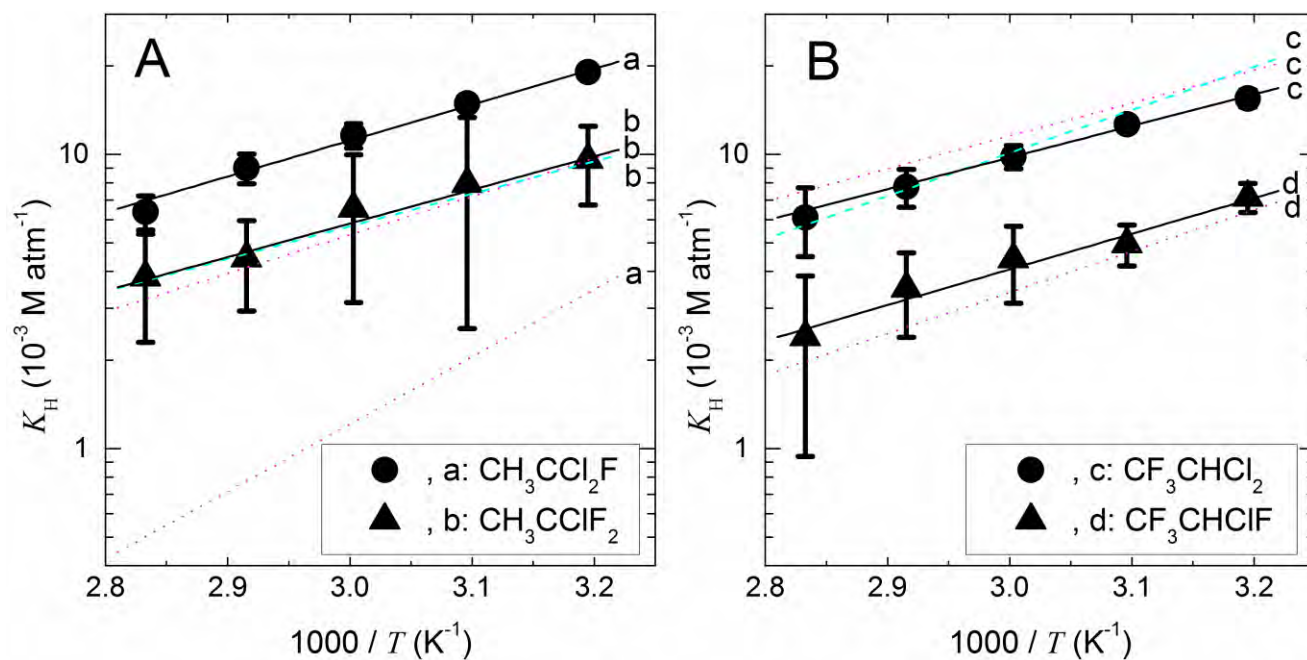 A
10
1
K_H (10⁻³ M atm⁻¹)
a
b
b
b
a
, a: CH₃CCl₂F
, b: CH₃CClF₂
2.8 2.9 3.0 3.1 3.2
1000 / T (K⁻¹)
B
10
1
K_H (10⁻³ M atm⁻¹)
c
c
c
d
d
, c: CF₃CHCl₂
, d: CF₃CHClF
2.8 2.9 3.0 3.1 3.2
1000 / T (K⁻¹)